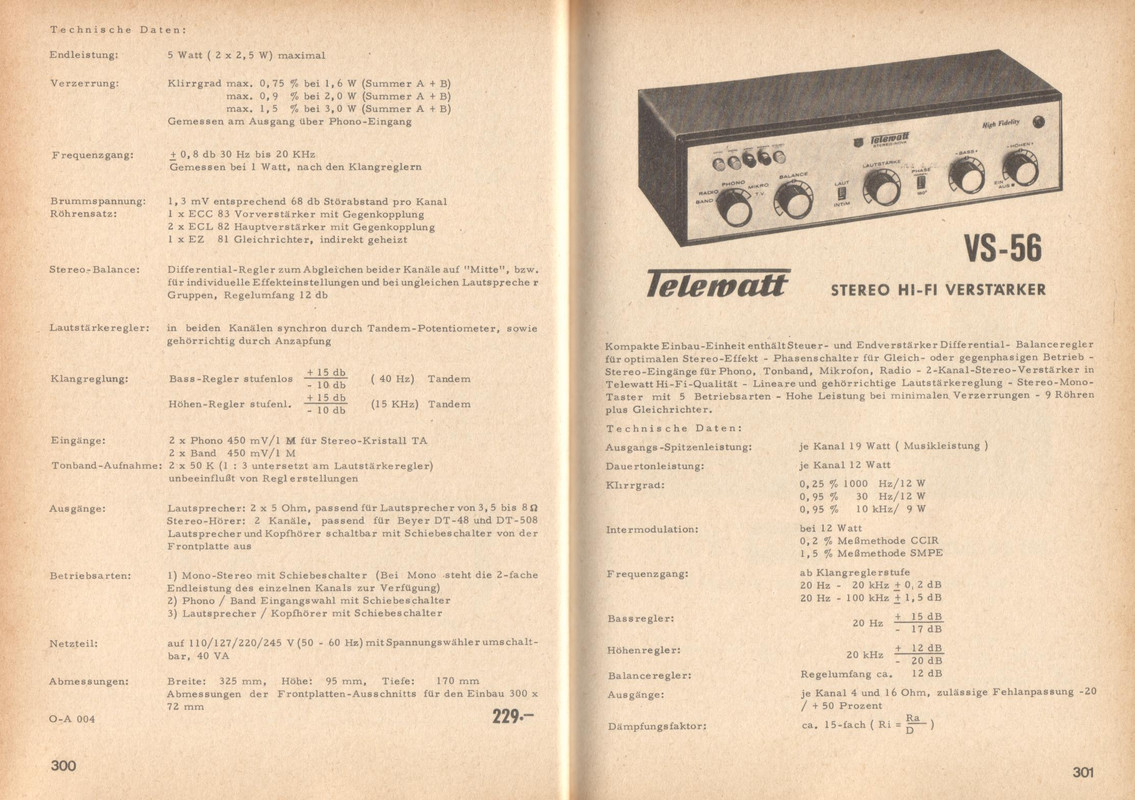 Technische Daten:
Endleistung: 5 Watt ( 2 x 2,5 W) maximal
Verzerrung: Klirrgrad max. 0,75 % bei 1,6 W (Summer A + B)
max. 0,9 % bei 2,0 W (Summer A + B)
max. 1,5 % bei 3,0 W (Summer A + B)
Gemessen am Ausgang über Phono-Eingang
Frequenzgang: ± 0,8 db 30 Hz bis 20 KHz
Gemessen bei 1 Watt, nach den Klangreglern
Brummspannung: 1,3 mV entsprechend 68 db Störabstand pro Kanal
Röhrensatz: 1 x ECC 83 Vorverstärker mit Gegenkopplung
2 x ECL 82 Hauptverstärker mit Gegenkopplung
1 x EZ 81 Gleichrichter, indirekt geheizt
Stereo-Balance: Differential-Regler zum Abgleichen beider Kanäle auf "Mitte", bzw.
für individuelle Effekteinstellungen und bei ungleichen Lautsprecher
Gruppen, Regelumfang 12 db
Lautstärkeregler: in beiden Kanälen synchron durch Tandem-Potentiometer, sowie
gehörrichtig durch Anzapfung
Klangreglung: Bass-Regler stufenlos + 15 db / - 10 db ( 40 Hz) Tandem
Höhen-Regler stufenl. + 15 db / - 10 db (15 KHz) Tandem
Eingänge: 2 x Phono 450 mV/1 M für Stereo-Kristall TA
2 x Band 450 mV/1 M
Tonband-Aufnahme: 2 x 50 K (1 : 3 untersetzt am Lautstärkeregler)
unbeeinflußt von Reglerstellungen
Ausgänge: Lautsprecher: 2 x 5 Ohm, passend für Lautsprecher von 3,5 bis 8 Ω
Stereo-Hörer: 2 Kanäle, passend für Beyer DT-48 und DT-508
Lautsprecher und Kopfhörer schaltbar mit Schiebeschalter von der
Frontplatte aus
Betriebsarten: 1) Mono-Stereo mit Schiebeschalter (Bei Mono steht die 2-fache
Endleistung des einzelnen Kanals zur Verfügung)
2) Phono / Band Eingangswahl mit Schiebeschalter
3) Lautsprecher / Kopfhörer mit Schiebeschalter
Netzteil: auf 110/127/220/245 V (50 - 60 Hz) mit Spannungswähler umschalt-
bar, 40 VA
Abmessungen: Breite: 325 mm, Höhe: 95 mm, Tiefe: 170 mm
Abmessungen der Frontplatten-Ausschnitts für den Einbau 300 x
72 mm
O-A 004 229.-
300
High Fidelity
Telewatt
LAUTSTÄRKE
-BASS+
-HÖHEN+
PHONO
RADIO
MIKRO
BAND
T.V.
BALANCE
LAUT
INTIM
PHASE
180°
EIN
AUS
VS-56
Telewatt
STEREO HI-FI VERSTÄRKER
Kompakte Einbau-Einheit enthält Steuer- und Endverstärker Differential- Balanceregler
für optimalen Stereo-Effekt - Phasenschalter für Gleich- oder gegenphasigen Betrieb -
Stereo-Eingänge für Phono, Tonband, Mikrofon, Radio - 2-Kanal-Stereo-Verstärker in
Telewatt Hi-Fi-Qualität - Lineare und gehörrichtige Lautstärkereglung - Stereo-Mono-
Taster mit 5 Betriebsarten - Hohe Leistung bei minimalen Verzerrungen - 9 Röhren
plus Gleichrichter.
Technische Daten:
Ausgangs-Spitzenleistung: je Kanal 19 Watt ( Musikleistung )
Dauertonleistung: je Kanal 12 Watt
Klirrgrad: 0,25 % 1000 Hz/12 W
0,95 % 30 Hz/12 W
0,95 % 10 kHz/ 9 W
Intermodulation: bei 12 Watt
0,2 % Meßmethode CCIR
1,5 % Meßmethode SMPE
Frequenzgang: ab Klangreglerstufe
20 Hz - 20 kHz ± 0,2 dB
20 Hz - 100 kHz ± 1,5 dB
Bassregler: 20 Hz + 15 dB / - 17 dB
Höhenregler: 20 kHz + 12 dB / - 20 dB
Balanceregler: Regelumfang ca. 12 dB
Ausgänge: je Kanal 4 und 16 Ohm, zulässige Fehlanpassung -20
/ + 50 Prozent
Dämpfungsfaktor: ca. 15-fach ( Ri = Ra / D )
301